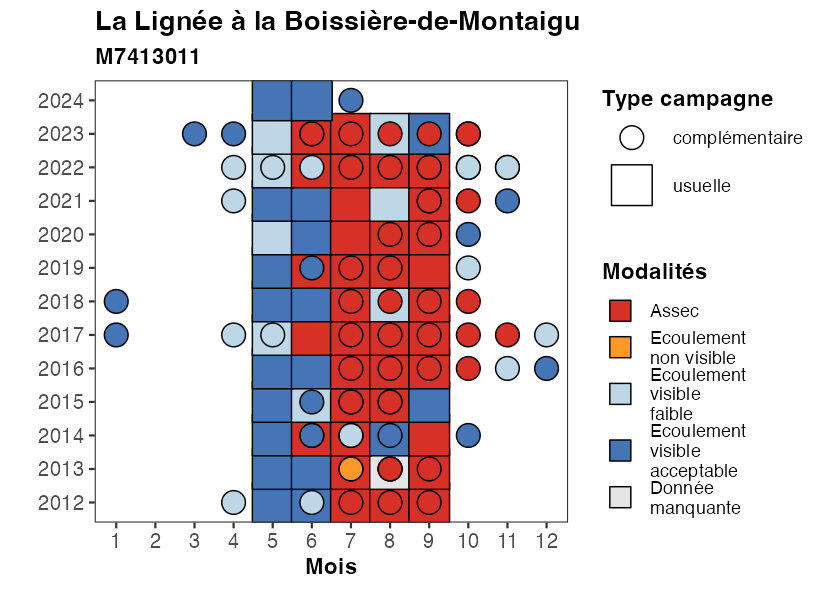 La Lignée à la Boissière-de-Montaigu
M7413011
2024
2023
2022
2021
2020
2019
2018
2017
2016
2015
2014
2013
2012
1 2 3 4 5 6 7 8 9 10 11 12
Mois
Type campagne
complémentaire
usuelle
Modalités
Assec
Ecoulement
non visible
Ecoulement
visible
faible
Ecoulement
visible
acceptable
Donnée
manquante